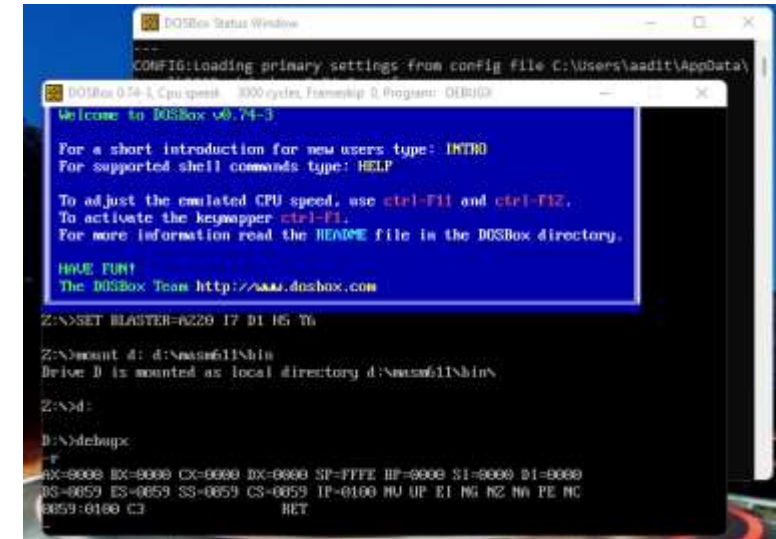 DOSBox Status Window
---
CONFIG:Loading primary settings from config file C:\Users\aadit\AppData\
DOSBox 0.74-3, Cpu speed: 3000 cycles, Frameskip 0, Program: DEBUGX
Welcome to DOSBox v0.74-3
For a short introduction for new users type: INTRO
For supported shell commands type: HELP
To adjust the emulated CPU speed, use ctrl-F11 and ctrl-F12.
To activate the keymapper ctrl-F1.
For more information read the README file in the DOSBox directory.
HAVE FUN!
The DOSBox Team http://www.dosbox.com
Z:\>SET BLASTER=A220 I7 D1 H5 T6
Z:\>mount d: d:\masm611\bin
Drive D is mounted as local directory d:\masm611\bin\
Z:\>d:
D:\>debugx
-r
AX=0000 BX=0000 CX=0000 DX=0000 SP=FFFE BP=0000 SI=0000 DI=0000
DS=0859 ES=0859 SS=0859 CS=0859 IP=0100 NV UP EI NG NZ NA PE NC
0859:0100 C3 RET
-